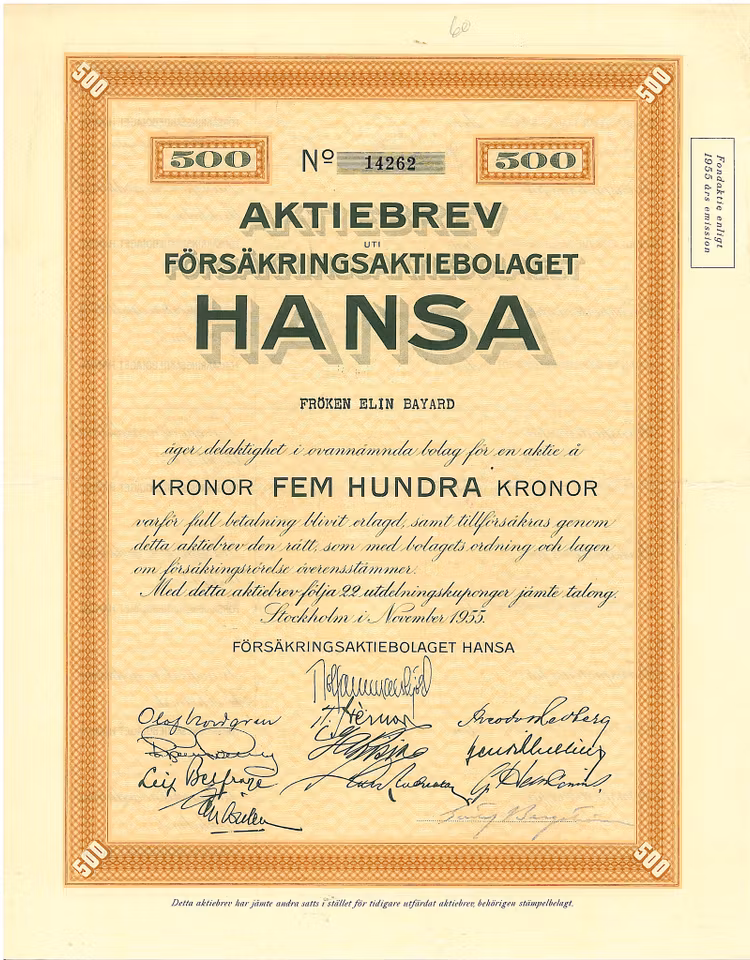 60
500 500
500 Nº 14262 500
Fondaktie enligt
1955 års emission
AKTIEBREV
UTI
FÖRSÄKRINGSAKTIEBOLAGET
HANSA
FRÖKEN ELIN BAYARD
äger delaktighet i ovannämnda bolag för en aktie å
KRONOR FEM HUNDRA KRONOR
varför full betalning blivit erlagd, samt tillförsäkras genom
detta aktiebrev den rätt, som med bolagets ordning och lagen
om försäkringsrörelse överensstämmer.
Med detta aktiebrev följa 22 utdelningskuponger jämte talong.
Stockholm i November 1955.
FÖRSÄKRINGSAKTIEBOLAGET HANSA
Olof Nordgren
Leif Belfrage
500 500
Detta aktiebrev har jämte andra satts i stället för tidigare utfärdat aktiebrev, behörigen stämpelbelagt.